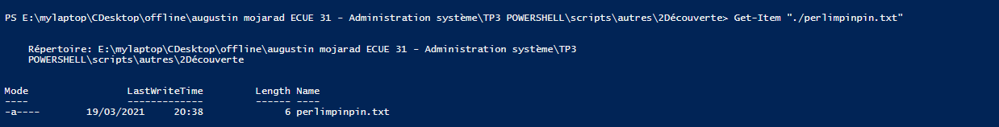 PS E:\mylaptop\CDesktop\offline\augustin mojarad ECUE 31 - Administration système\TP3 POWERSHELL\scripts\autres\2Découverte> Get-Item "./perlimpinpin.txt"
Répertoire: E:\mylaptop\CDesktop\offline\augustin mojarad ECUE 31 - Administration système\TP3
POWERSHELL\scripts\autres\2Découverte
Mode LastWriteTime Length Name
---- ------------- ------ ----
-a---- 19/03/2021 20:38 6 perlimpinpin.txt